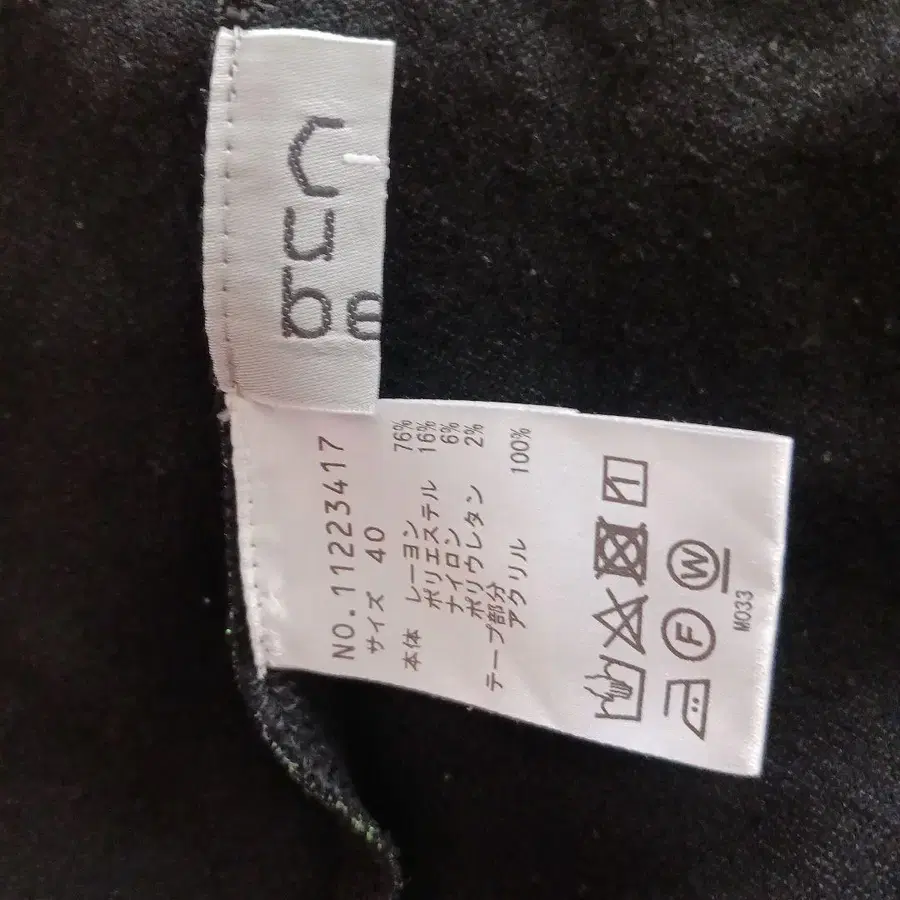 Cube
NO.11223417
サイズ 40
本体 レーヨン 76%
ポリエステル 16%
ナイロン 6%
ポリウレタン 2%
テープ部分
アクリル 100%
F W
M033